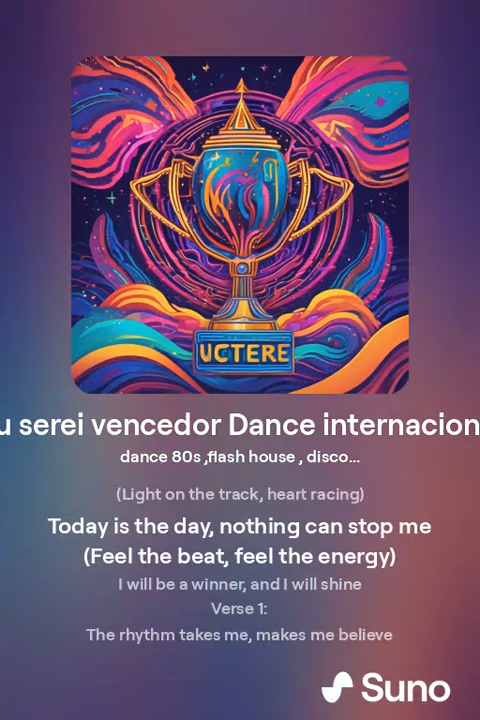 UCTERE
u serei vencedor Dance internacion
dance 80s ,flash house , disco...
(Light on the track, heart racing)
Today is the day, nothing can stop me
(Feel the beat, feel the energy)
I will be a winner, and I will shine
Verse 1:
The rhythm takes me, makes me believe
Suno